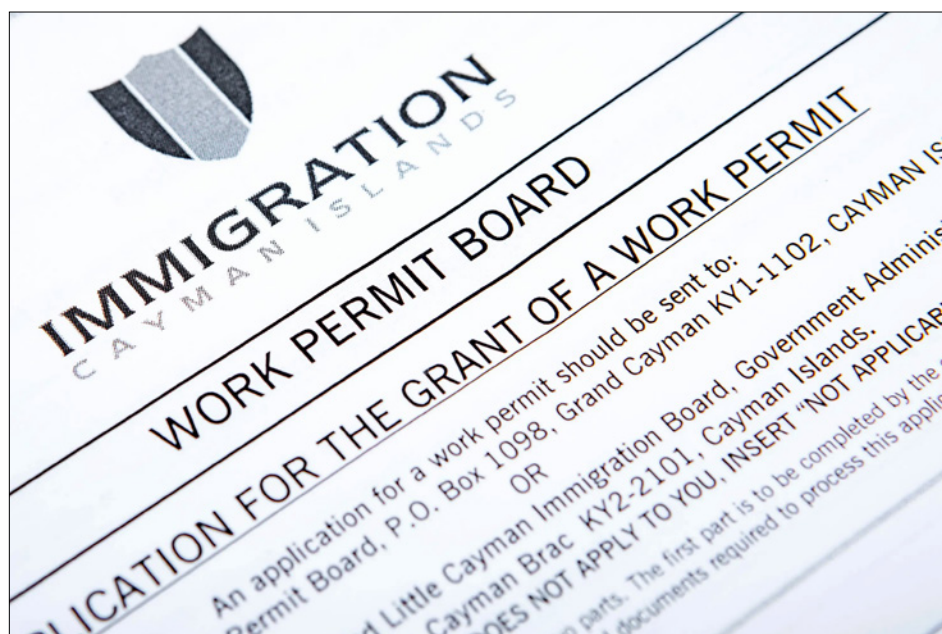 IMMIGRATION
CAYMAN ISLANDS
WORK PERMIT BOARD
PLICATION FOR THE GRANT OF A WORK PERMIT
An application for a work permit should be sent to:
Permit Board, P.O. Box 1098, Grand Cayman KY1-1102, CAYMAN IS
OR
d Little Cayman Immigration Board, Government Administ
Cayman Brac KY2-2101, Cayman Islands.
DOES NOT APPLY TO YOU, INSERT “NOT APPLICAB
parts. The first part is to be completed by the
documents required to process this applic